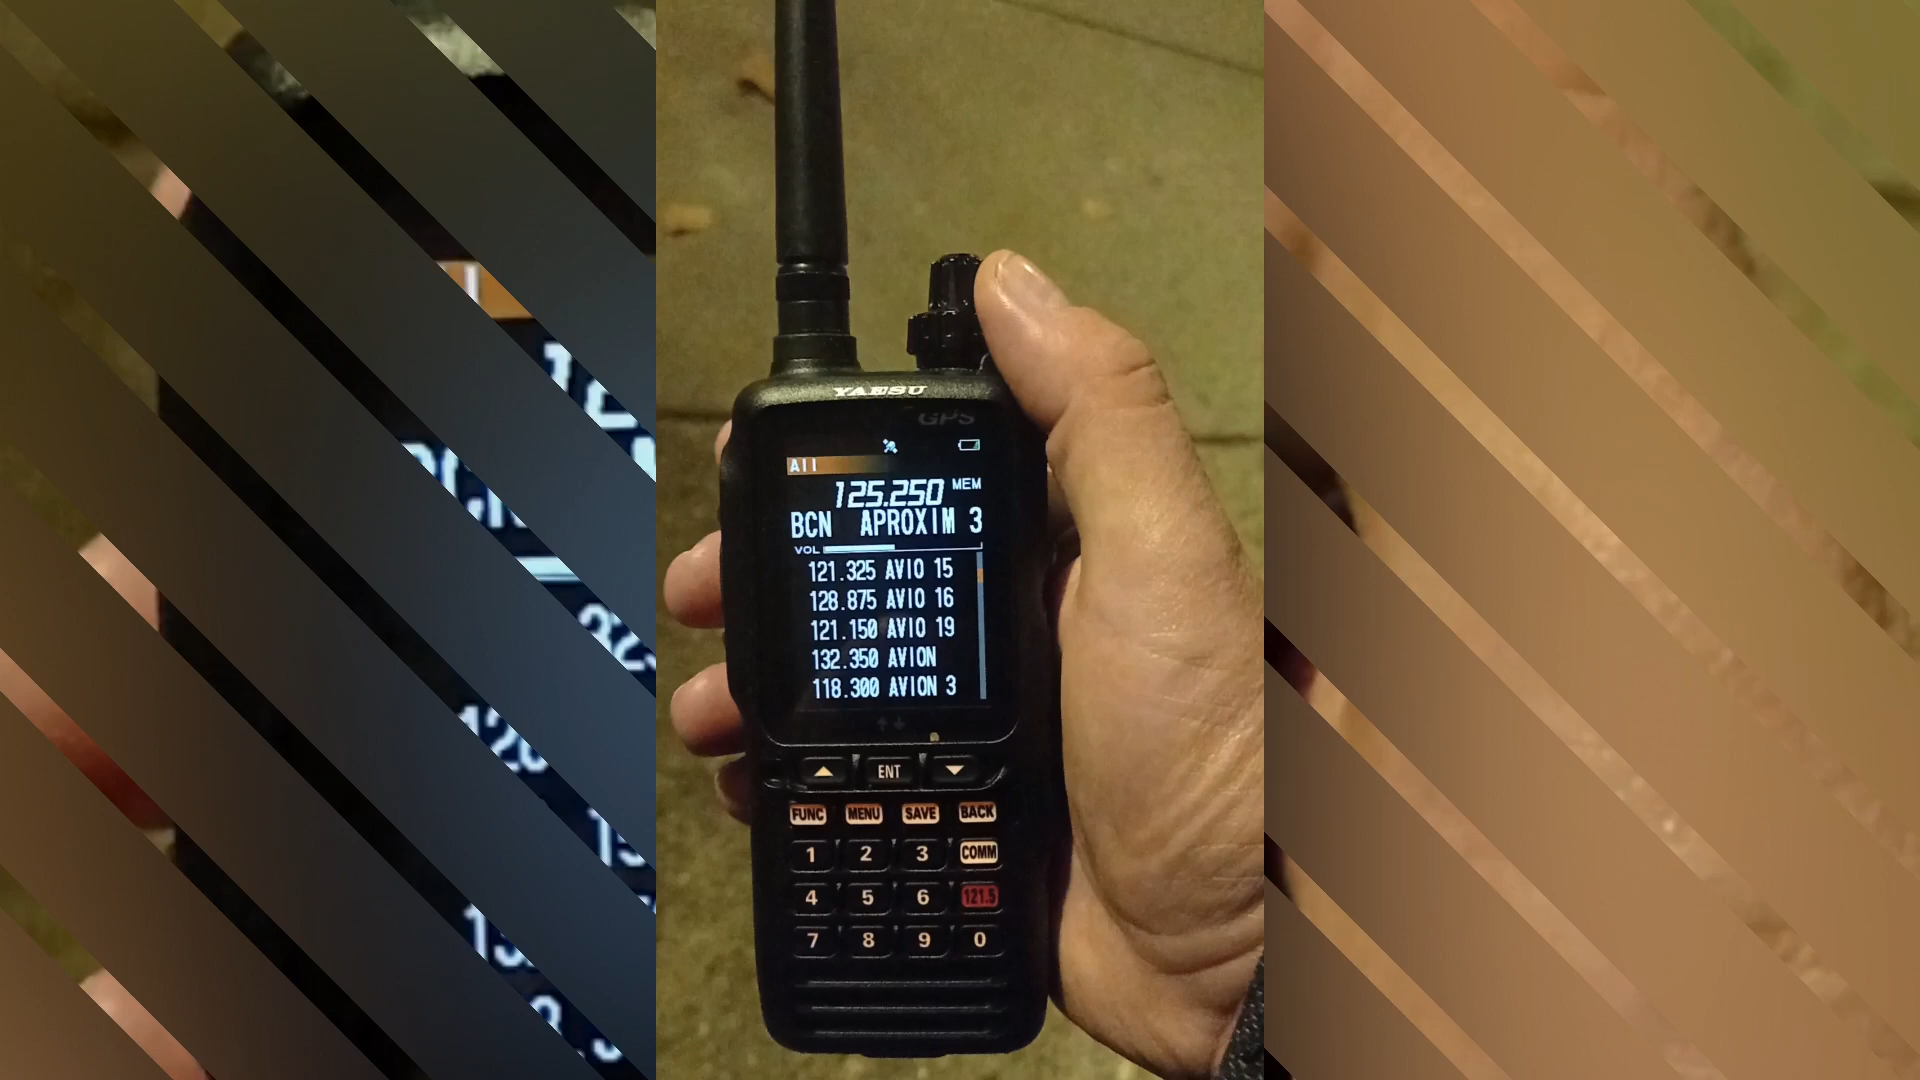 YAESU
GPS
All
125.250 MEM
BCN APROXIM 3
VOL
121.325 AVIO 15
128.875 AVIO 16
121.150 AVIO 19
132.350 AVION
118.300 AVION 3
ENT
FUNC MENU SAVE BACK
1 2 3 COMM
4 5 6 121.5
7 8 9 0